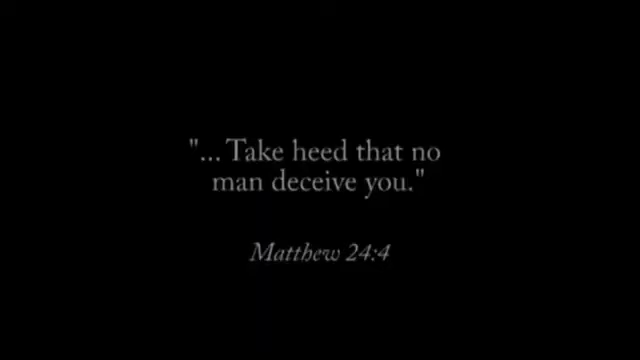 "... Take heed that no
man deceive you."
Matthew 24:4